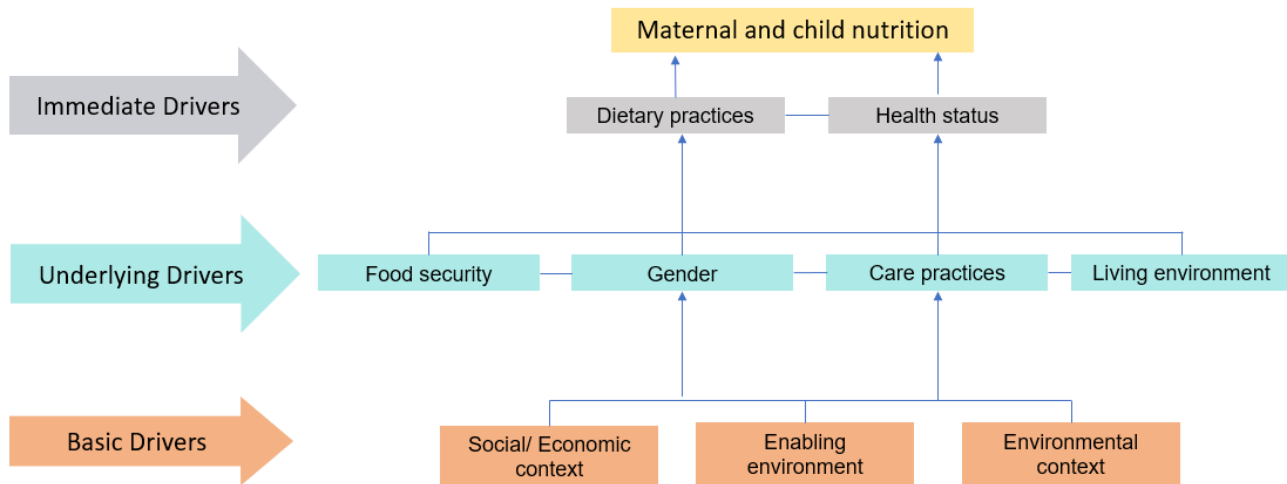 Maternal and child nutrition
Immediate Drivers
Dietary practices
Health status
Underlying Drivers
Food security
Gender
Care practices
Living environment
Basic Drivers
Social/ Economic
context
Enabling
environment
Environmental
context